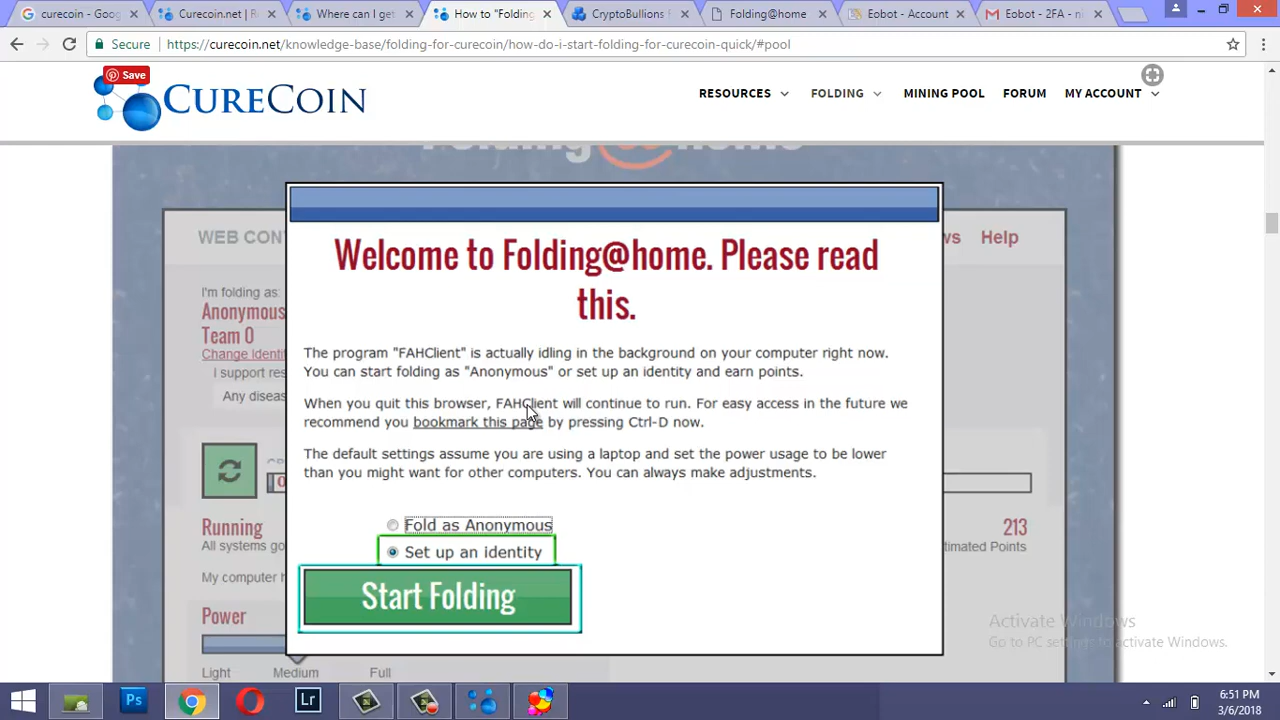 curecoin - Goog
Curecoin.net | R
Where can I get
How to "Folding
CryptoBullions F
Folding@home
Eobot - Account
Eobot - 2FA - n
Secure
https://curecoin.net/knowledge-base/folding-for-curecoin/how-do-i-start-folding-for-curecoin-quick/#pool
Save
CURECOIN
RESOURCES
FOLDING
MINING POOL
FORUM
MY ACCOUNT
WEB CON
ws
Help
I'm folding as:
Anonymous
Team 0
Change Identi
I support res
Any disea
Welcome to Folding@home. Please read
this.
The program "FAHClient" is actually idling in the background on your computer right now.
You can start folding as "Anonymous" or set up an identity and earn points.
When you quit this browser, FAHClient will continue to run. For easy access in the future we
recommend you bookmark this page by pressing Ctrl-D now.
The default settings assume you are using a laptop and set the power usage to be lower
than you might want for other computers. You can always make adjustments.
Fold as Anonymous
Set up an identity
Start Folding
Running
All systems go
My computer h
213
timated Points
Power
Light
Medium
Full
Activate Windows
Go to PC settings to activate Windows.
Ps
Lr
6:51 PM
3/6/2018